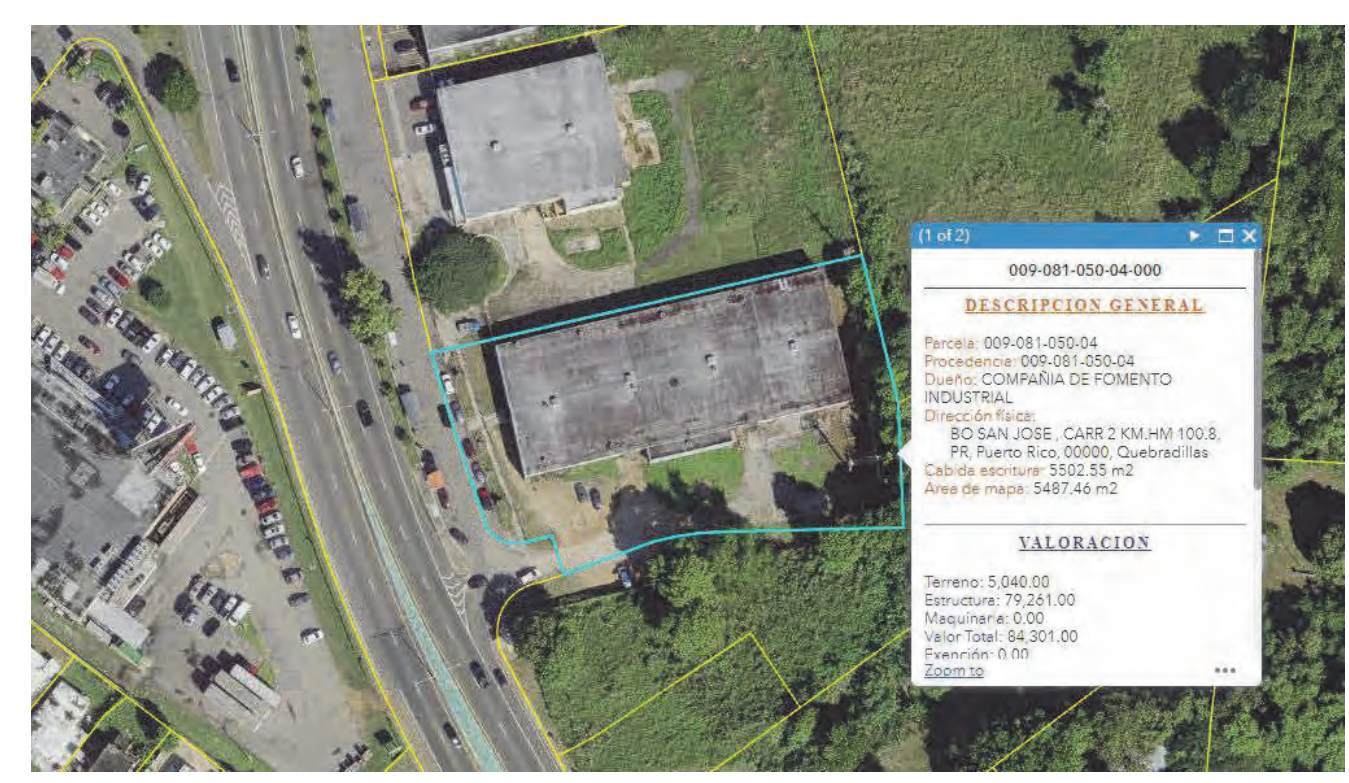 (1 of 2)
009-081-050-04-000
DESCRIPCION GENERAL
Parcela: 009-081-050-04
Procedencia: 009-081-050-04
Dueño: COMPAÑIA DE FOMENTO
INDUSTRIAL
Dirección física:
BO SAN JOSE , CARR 2 KM.HM 100.8,
PR, Puerto Rico, 00000, Quebradillas
Cabida escritura: 5502.55 m2
Area de mapa: 5487.46 m2
VALORACION
Terreno: 5,040.00
Estructura: 79,261.00
Maquinaria: 0.00
Valor Total: 84,301.00
Exención: 0.00
Zoom to